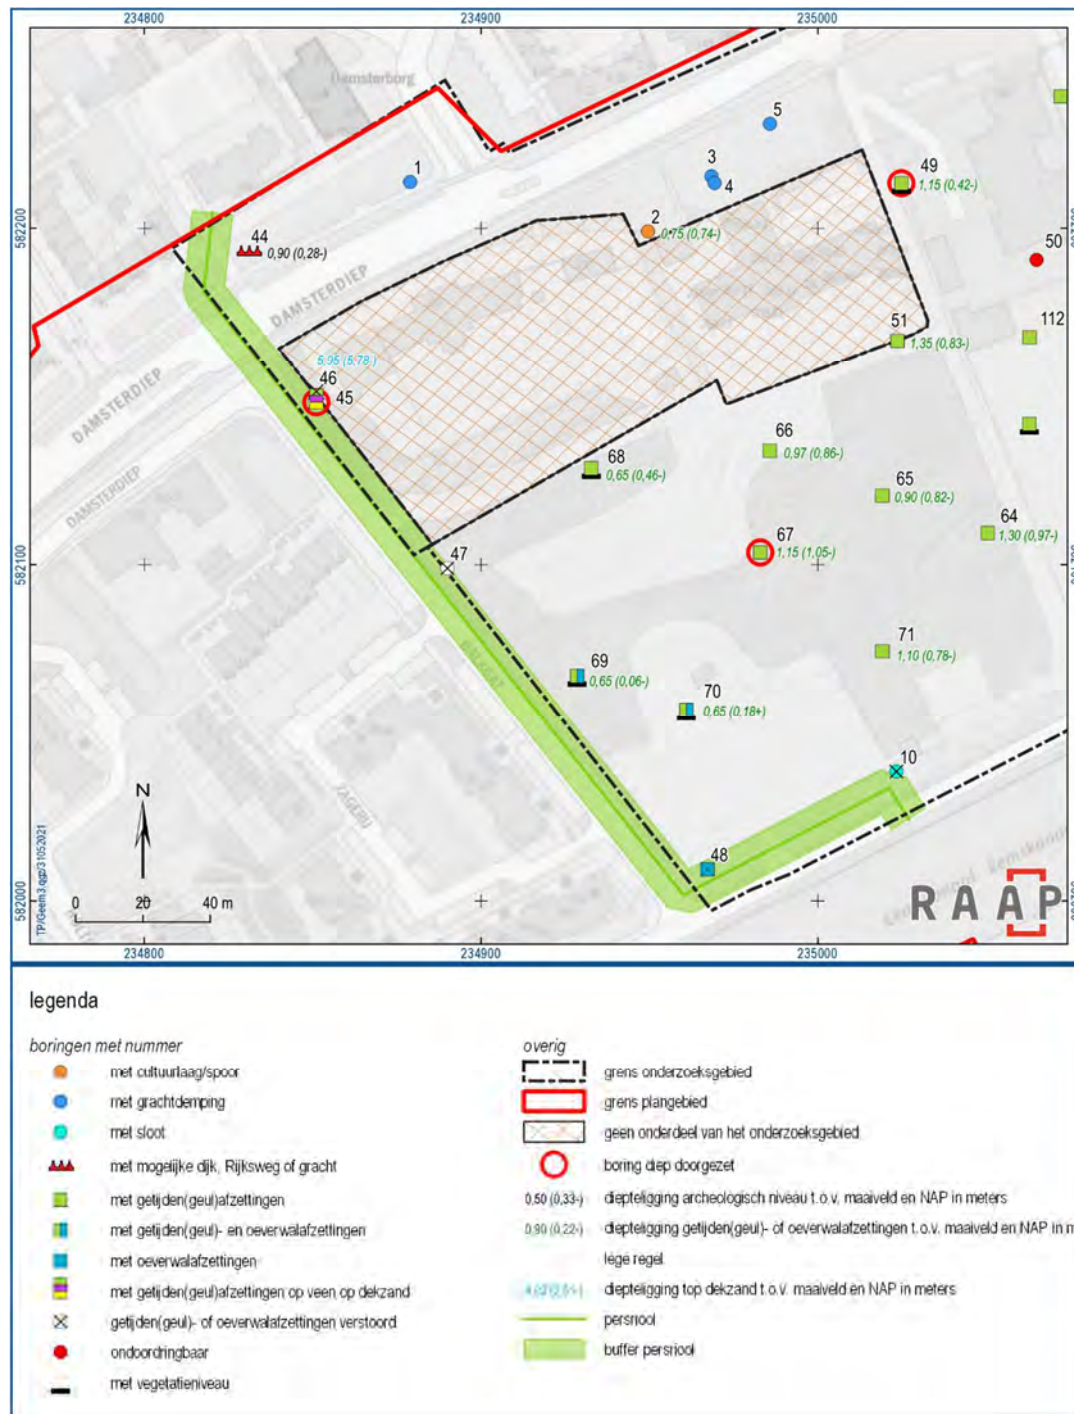 234800 234900 235000
Damsterborg
5
1
3
4
49
1,15 (0,42-)
582200
2
0,75 (0,74-)
44
0,90 (0,28-)
50
DAMSTERDIEP
112
51
1,35 (0,83-)
5,95 (5,78-)
46
45
DAMSTERDIEP
66
0,97 (0,86-)
68
0,65 (0,46-)
65
0,90 (0,82-)
DAMSTERDIEP
64
1,30 (0,97-)
67
1,15 (1,05-)
47
582100
71
1,10 (0,78-)
69
0,65 (0,06-)
70
0,65 (0,18+)
10
N
48
TP/Geem3.qgp/31052021
0 20 40 m
582000
RAAP
234800 234900 235000
legenda
boringen met nummer
met cultuurlaag/spoor
met grachtdemping
met sloot
met mogelijke dijk, Rijksweg of gracht
met getijden(geul)afzettingen
met getijden(geul)- en oeverwalafzettingen
met oeverwalafzettingen
met getijden(geul)afzettingen op veen op dekzand
getijden(geul)- of oeverwalafzettingen verstoord
ondoordringbaar
met vegetatieniveau
overig
grens onderzoeksgebied
grens plangebied
geen onderdeel van het onderzoeksgebied
boring diep doorgezet
0,50 (0,33-) diepteligging archeologisch niveau t.o.v. maaiveld en NAP in meters
0,90 (0,22-) diepteligging getijden(geul)- of oeverwalafzettingen t.o.v. maaiveld en NAP in m
lege regel
diepteligging top dekzand t.o.v. maaiveld en NAP in meters
persriool
buffer persriool